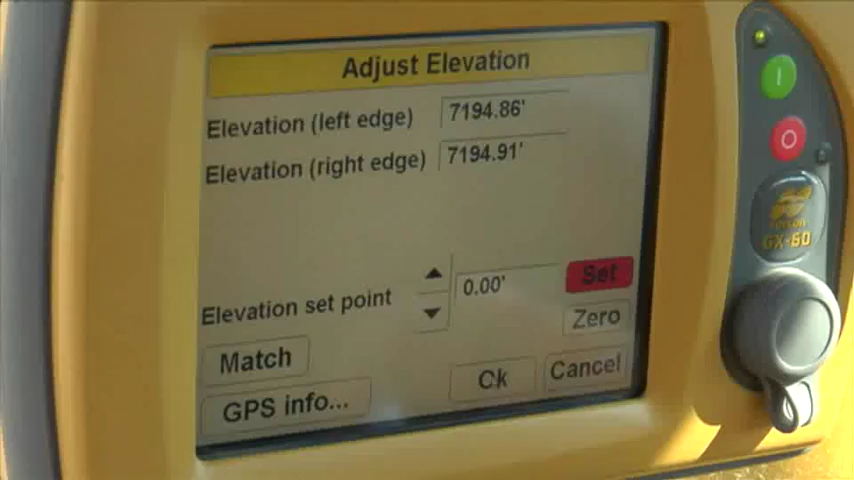 Adjust Elevation
Elevation (left edge) 7194.86'
Elevation (right edge) 7194.91'
Elevation set point 0.00' Set
Zero
Match
Ok Cancel
GPS info...
TOPCON
GX-60